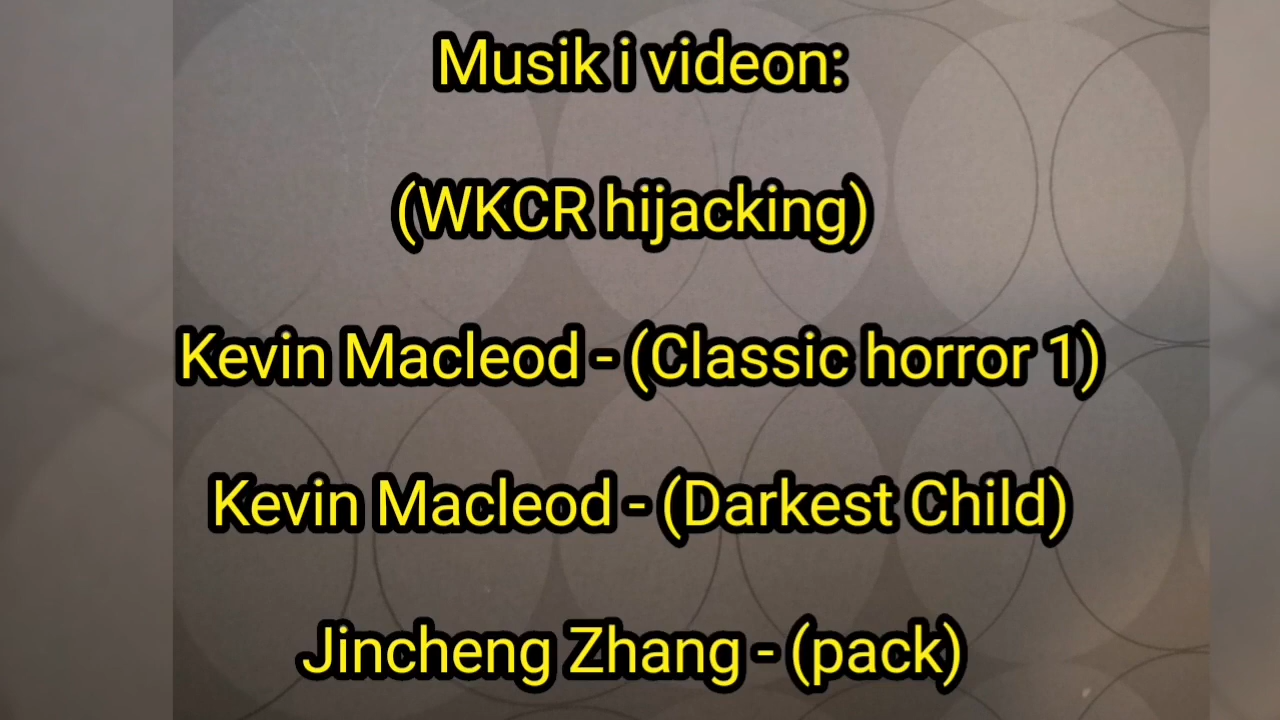 Musik i videon:
(WKCR hijacking)
Kevin Macleod - (Classic horror 1)
Kevin Macleod - (Darkest Child)
Jincheng Zhang - (pack)